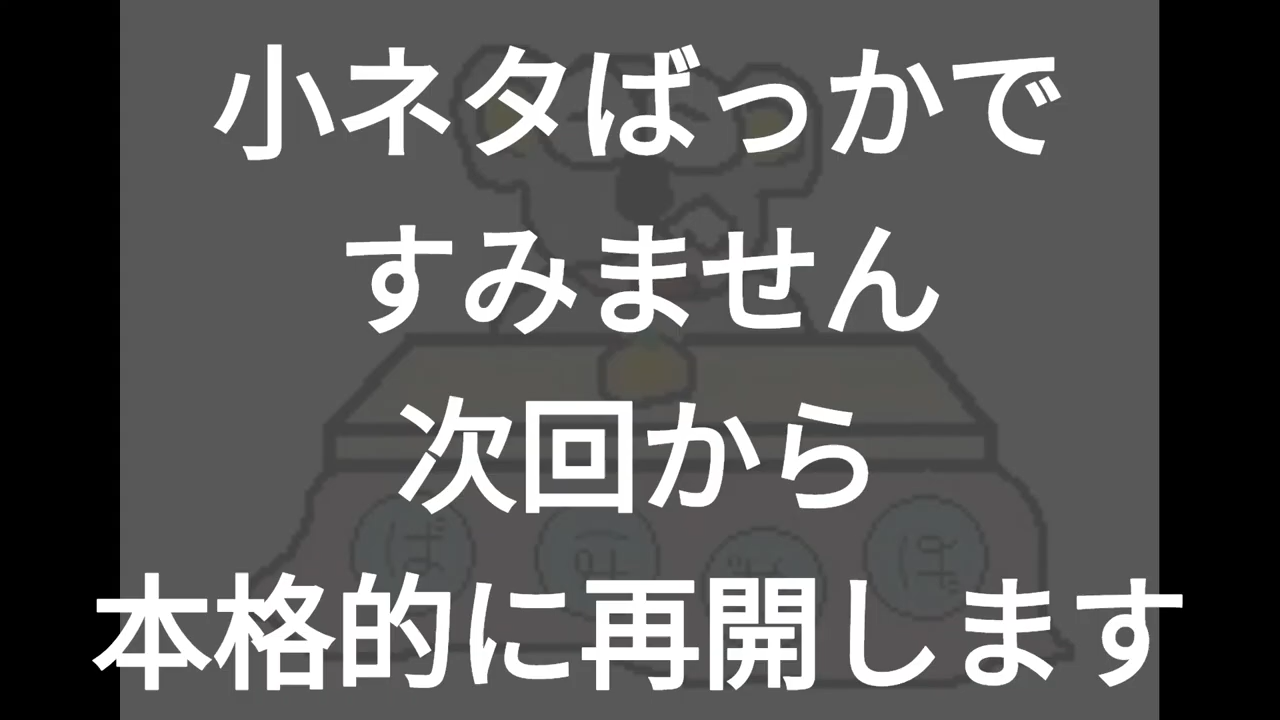 小ネタばっかで
すみません
次回から
本格的に再開します
ば